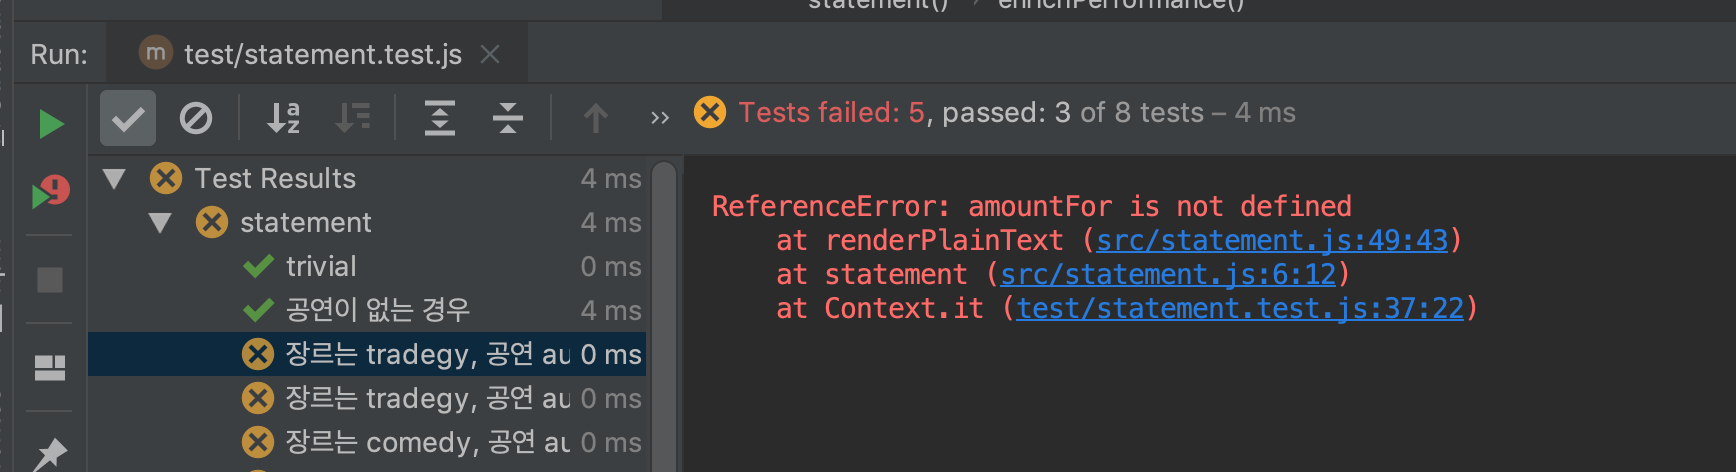 statement() › enrichPerformance()
Run: m test/statement.test.js
Tests failed: 5, passed: 3 of 8 tests – 4 ms
Test Results 4 ms
statement 4 ms
trivial 0 ms
공연이 없는 경우 4 ms
장르는 tradegy, 공연 au 0 ms
장르는 tradegy, 공연 au 0 ms
장르는 comedy, 공연 au 0 ms
ReferenceError: amountFor is not defined
at renderPlainText (src/statement.js:49:43)
at statement (src/statement.js:6:12)
at Context.it (test/statement.test.js:37:22)